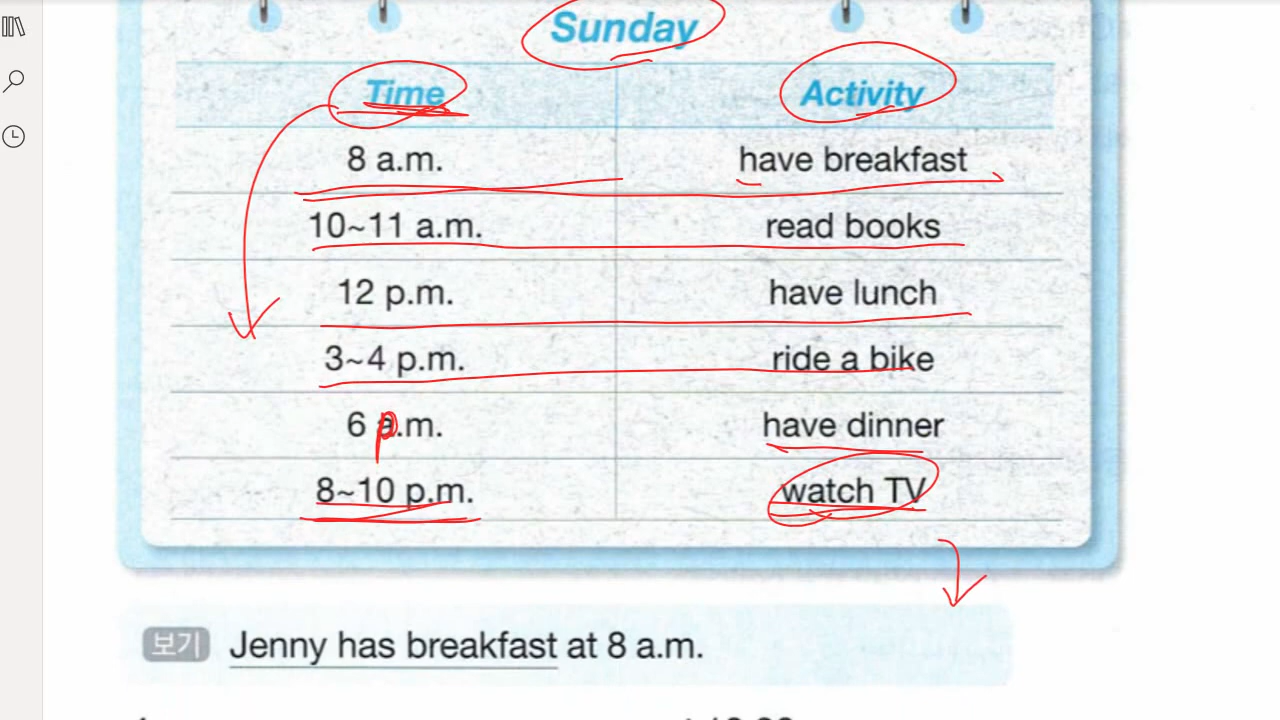 Sunday
Time Activity
8 a.m. have breakfast
10~11 a.m. read books
12 p.m. have lunch
3~4 p.m. ride a bike
6 p.m. have dinner
8~10 p.m. watch TV
보기 Jenny has breakfast at 8 a.m.